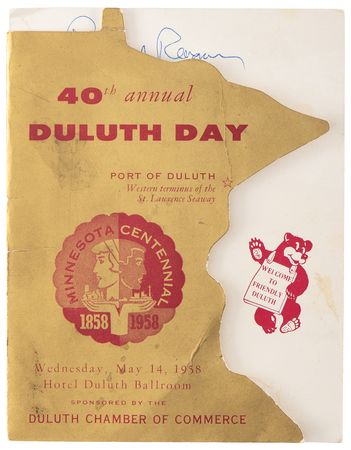 40th annual
DULUTH DAY
PORT OF DULUTH
Western terminus of the
St. Lawrence Seaway
MINNESOTA CENTENNIAL
1858 1958
WELCOME
TO
FRIENDLY
DULUTH
Wednesday, May 14, 1958
Hotel Duluth Ballroom
SPONSORED BY THE
DULUTH CHAMBER OF COMMERCE